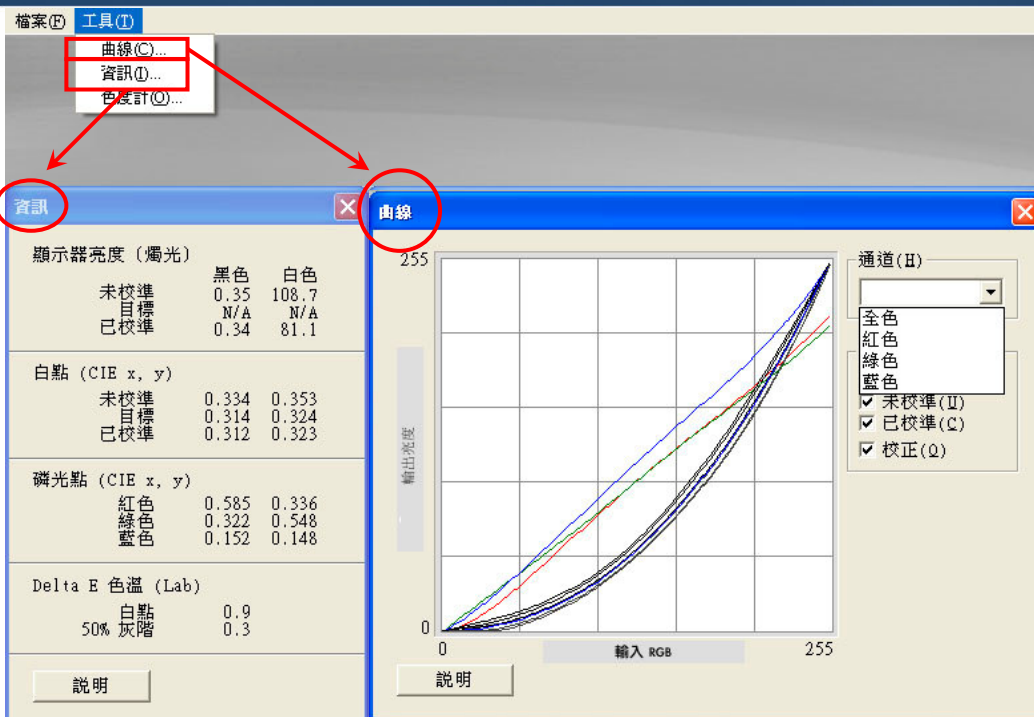 檔案(F) 工具(T)
曲線(C)...
資訊(I)...
色度計(O)...
資訊
顯示器亮度 (燭光)
黑色 白色
未校準 0.35 108.7
目標 N/A N/A
已校準 0.34 81.1
白點 (CIE x, y)
未校準 0.334 0.353
目標 0.314 0.324
已校準 0.312 0.323
磷光點 (CIE x, y)
紅色 0.585 0.336
綠色 0.322 0.548
藍色 0.152 0.148
Delta E 色溫 (Lab)
白點 0.9
50% 灰階 0.3
説明
曲線
255
輸出亮度
0
0 輸入 RGB 255
説明
通道(H)
全色
紅色
綠色
藍色
未校準(U)
已校準(C)
校正(O)